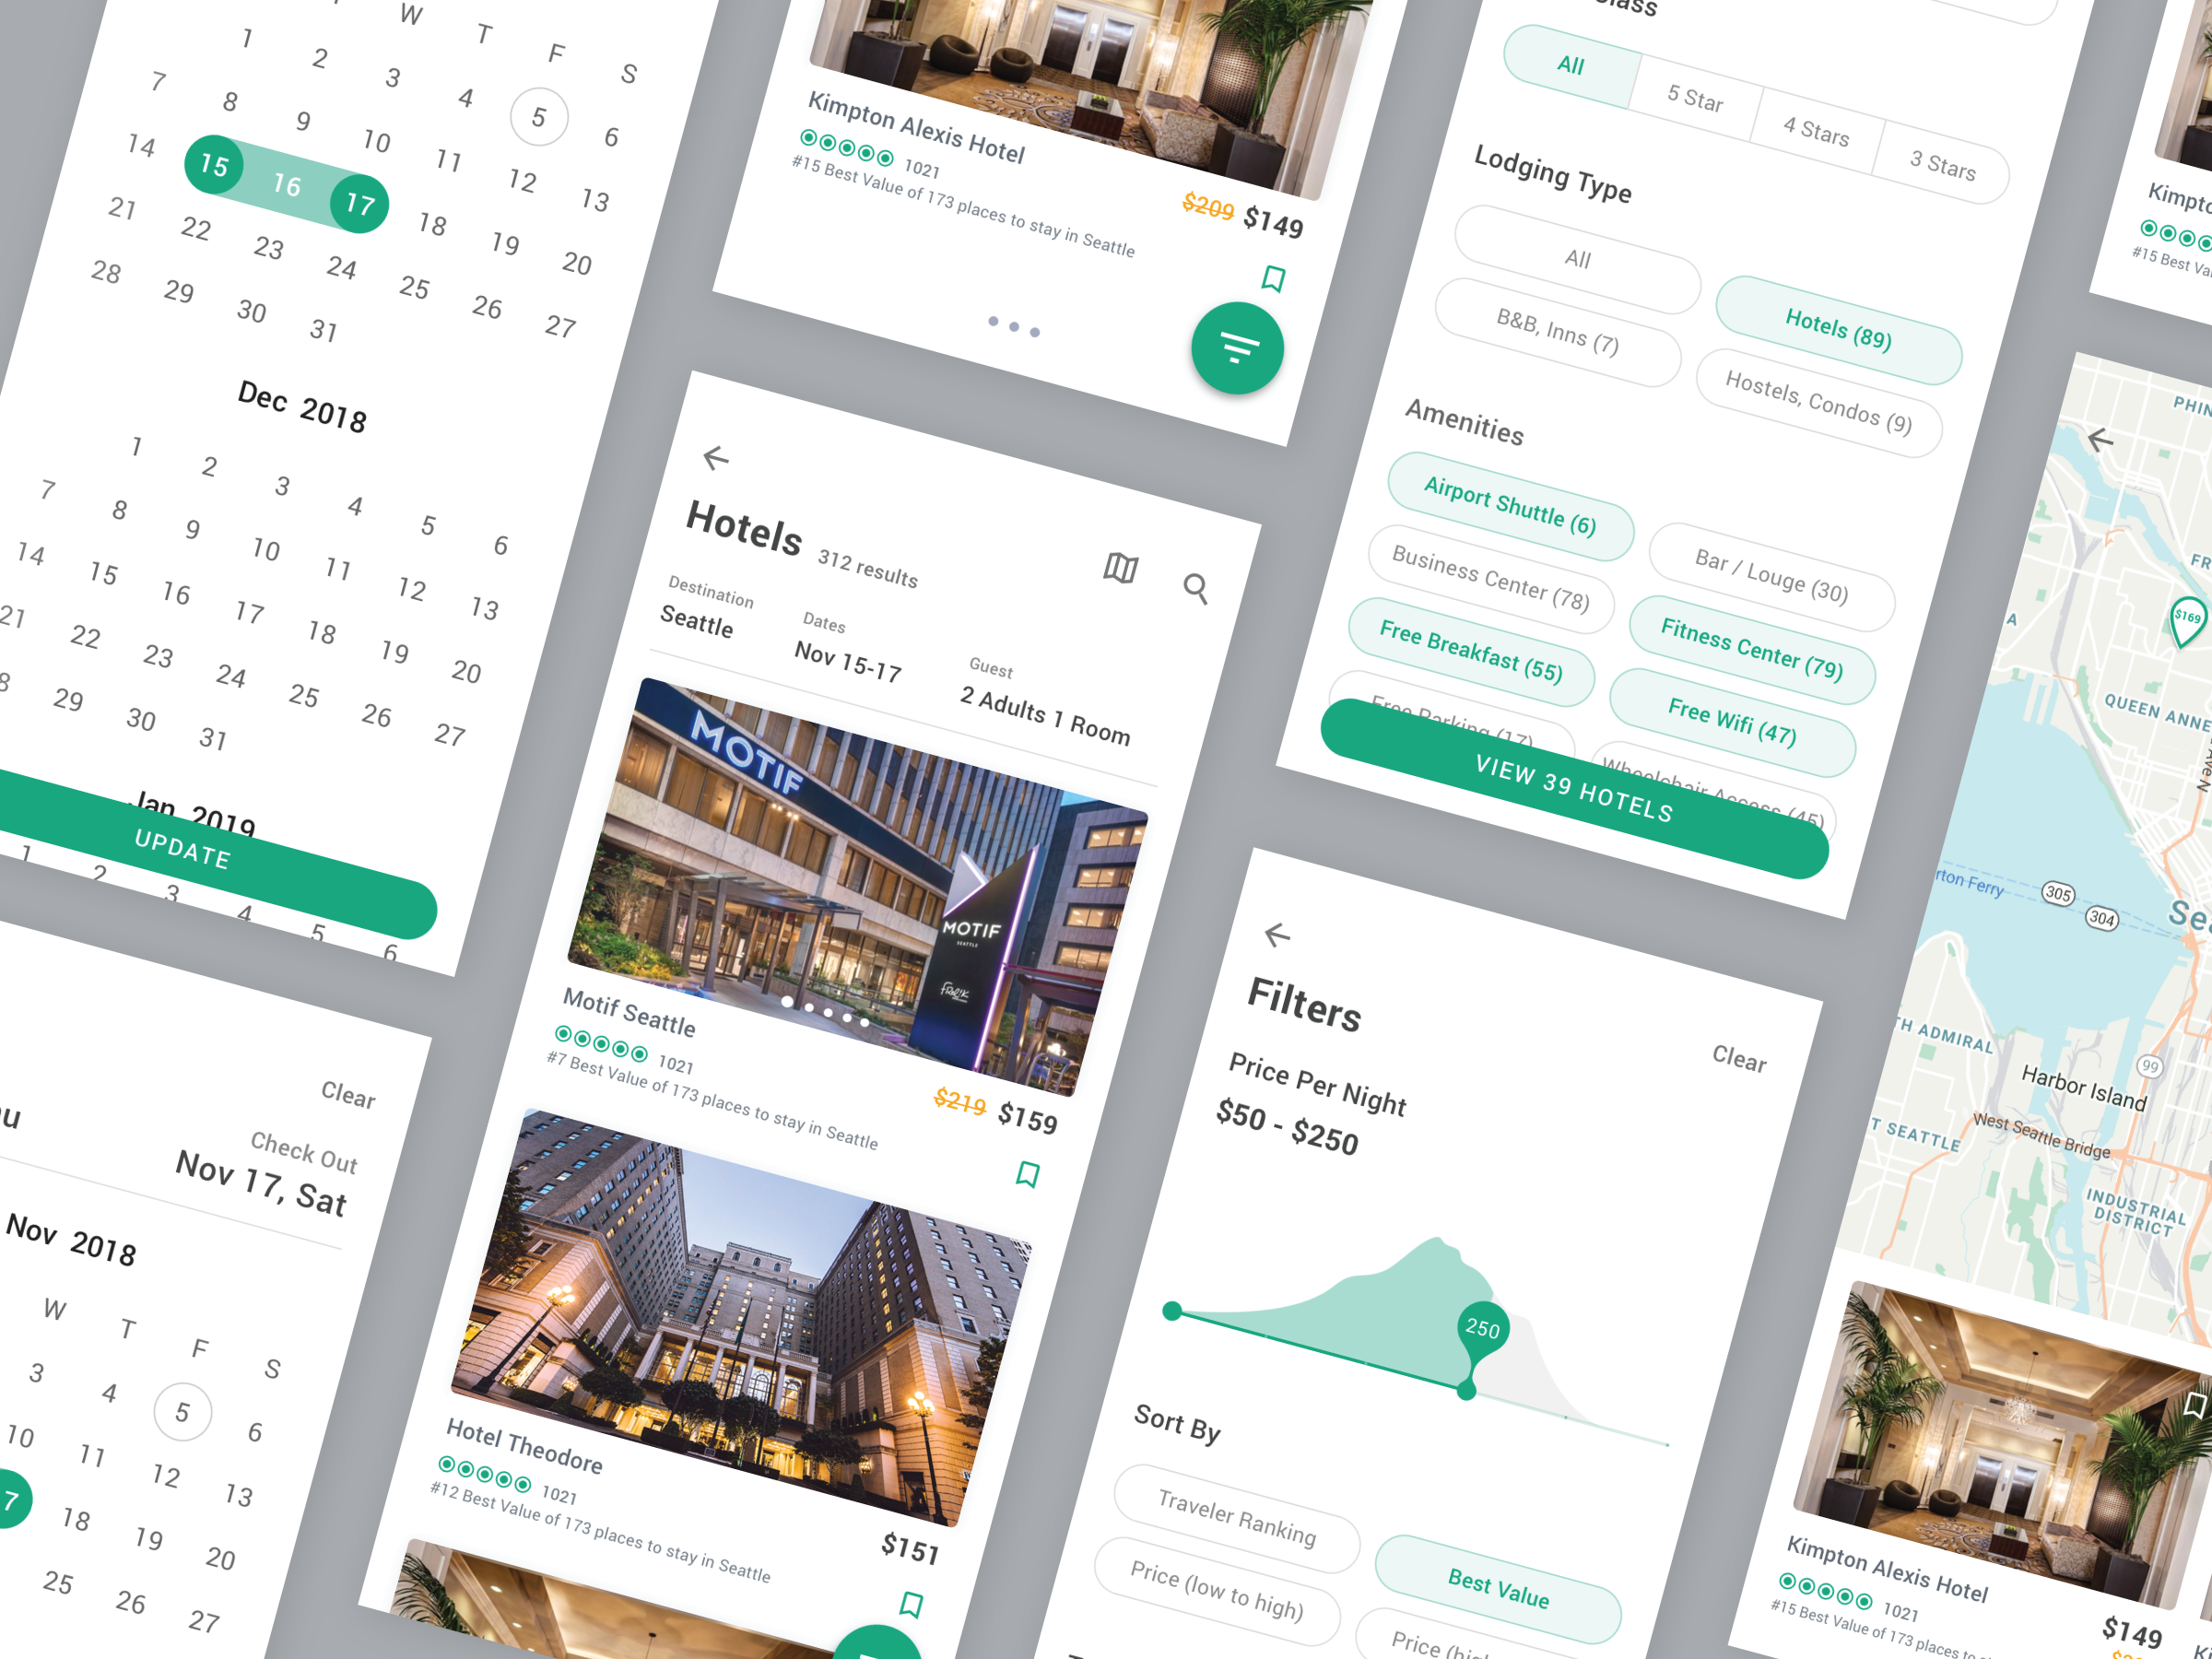 W T F S
1 2 3 4 5 6
7 8 9 10 11 12 13
14 15 16 17 18 19 20
21 22 23 24 25 26 27
28 29 30 31
Dec 2018
1 2 3 4 5 6
7 8 9 10 11 12 13
14 15 16 17 18 19 20
21 22 23 24 25 26 27
29 30 31
Jan 2019
UPDATE
1 2 3 4 5 6
Clear
Check Out
Nov 17, Sat
Nov 2018
W T F S
3 4 5 6
10 11 12 13
7 18 19 20
25 26 27
Kimpton Alexis Hotel
1021
#15 Best Value of 173 places to stay in Seattle
$209 $149
Hotels 312 results
Destination
Seattle
Dates
Nov 15-17
Guest
2 Adults 1 Room
MOTIF
MOTIF
SEATTLE
Motif Seattle
1021
#7 Best Value of 173 places to stay in Seattle
$219 $159
Hotel Theodore
1021
#12 Best Value of 173 places to stay in Seattle
$151
All
5 Star
4 Stars
3 Stars
Lodging Type
All
Hotels (89)
B&B, Inns (7)
Hostels, Condos (9)
Amenities
Airport Shuttle (6)
Bar / Louge (30)
Business Center (78)
Fitness Center (79)
Free Breakfast (55)
Free Wifi (47)
Free Parking (17)
Wheelchair Access (45)
VIEW 39 HOTELS
Filters
Clear
Price Per Night
$50 - $250
250
Sort By
Traveler Ranking
Best Value
Price (low to high)
Price (hig
Kimpto
#15 Best Va
PHIN
FR
A
$169
QUEEN ANNE
Ave N
rton Ferry
305
304
Se
TH ADMIRAL
99
Harbor Island
T SEATTLE
West Seattle Bridge
INDUSTRIAL
DISTRICT
Kimpton Alexis Hotel
1021
#15 Best Value of 173 places to s
$149